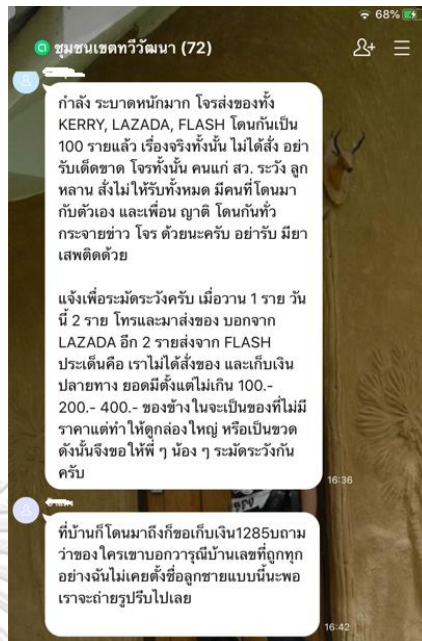 68%
ชุมชนเขตทวีวัฒนา (72)
กำลัง ระบาดหนักมาก โจรส่งของทั้ง
KERRY, LAZADA, FLASH โดนกันเป็น
100 รายแล้ว เรื่องจริงทั้งนั้น ไม่ได้สั่ง อย่า
รับเด็ดขาด โจรทั้งนั้น คนแก่ สว. ระวัง ลูก
หลาน สั่งไม่ให้รับทั้งหมด มีคนที่โดนมา
กับตัวเอง และเพื่อน ญาติ โดนกันทั่ว
กระจายข่าว โจร ด้วยนะครับ อย่ารับ มียา
เสพติดด้วย
แจ้งเพื่อระมัดระวังครับ เมื่อวาน 1 ราย วัน
นี้ 2 ราย โทรและมาส่งของ บอกจาก
LAZADA อีก 2 รายส่งจาก FLASH
ประเด็นคือ เราไม่ได้สั่งของ และเก็บเงิน
ปลายทาง ยอดมีตั้งแต่ไม่เกิน 100.-
200.- 400.- ของข้างในจะเป็นของที่ไม่มี
ราคาแต่ทำให้ดูกล่องใหญ่ หรือเป็นขวด
ดังนั้นจึงขอให้พี่ ๆ น้อง ๆ ระมัดระวังกัน
ครับ
16:36
ที่บ้านก็โดนมาถึงก็ขอเก็บเงิน1285บถาม
ว่าของใครเขาบอกวารุณีบ้านเลขที่ถูกทุก
อย่างฉันไม่เคยตั้งชื่อลูกชายแบบนี้นะพอ
เราจะถ่ายรูปรีบไปเลย
16:42